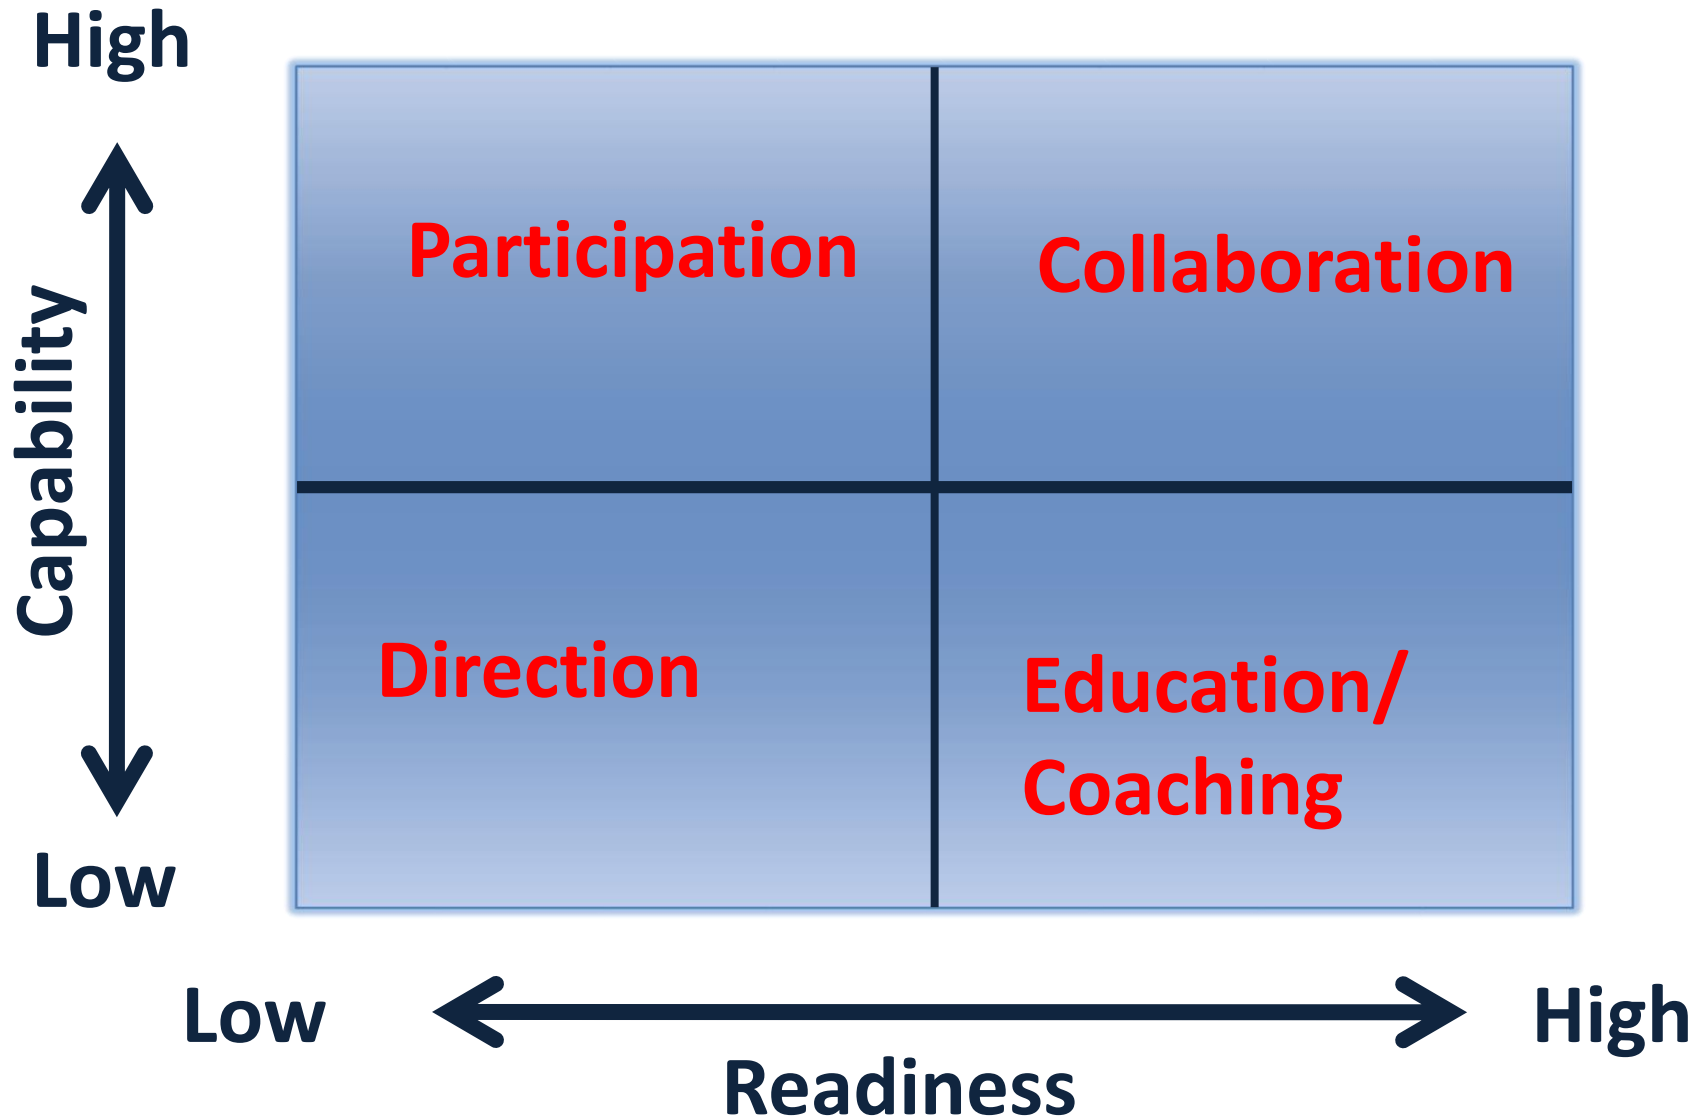 High
Participation
Collaboration
Capability
Direction
Education/
Coaching
Low
Low
High
Readiness